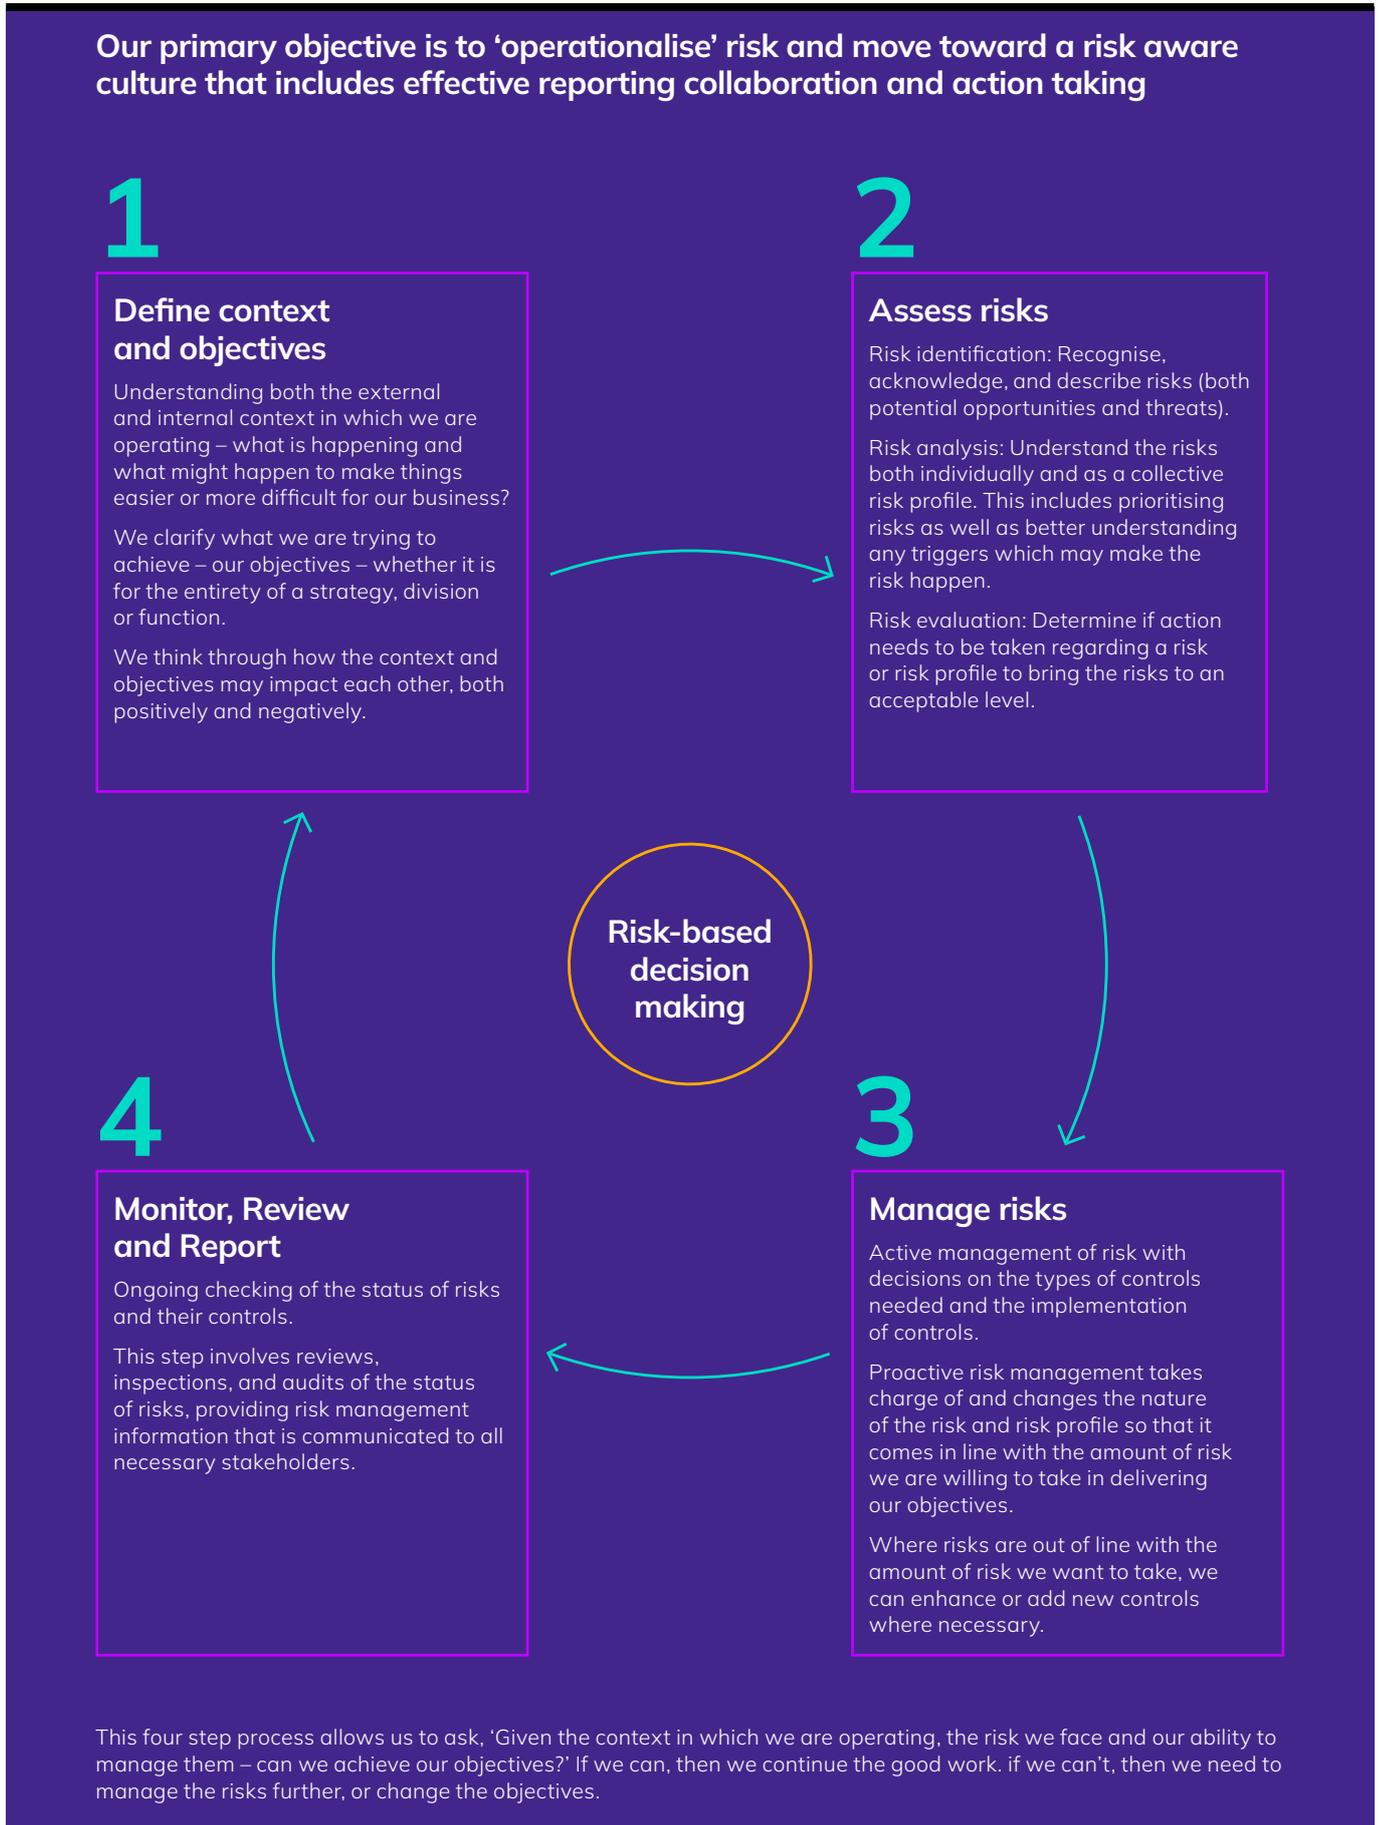 Our primary objective is to ‘operationalise’ risk and move toward a risk aware
culture that includes effective reporting collaboration and action taking
1
Define context
and objectives
Understanding both the external
and internal context in which we are
operating – what is happening and
what might happen to make things
easier or more difficult for our business?
We clarify what we are trying to
achieve – our objectives – whether it is
for the entirety of a strategy, division
or function.
We think through how the context and
objectives may impact each other, both
positively and negatively.
2
Assess risks
Risk identification: Recognise,
acknowledge, and describe risks (both
potential opportunities and threats).
Risk analysis: Understand the risks
both individually and as a collective
risk profile. This includes prioritising
risks as well as better understanding
any triggers which may make the
risk happen.
Risk evaluation: Determine if action
needs to be taken regarding a risk
or risk profile to bring the risks to an
acceptable level.
Risk-based
decision
making
3
Manage risks
Active management of risk with
decisions on the types of controls
needed and the implementation
of controls.
Proactive risk management takes
charge of and changes the nature
of the risk and risk profile so that it
comes in line with the amount of risk
we are willing to take in delivering
our objectives.
Where risks are out of line with the
amount of risk we want to take, we
can enhance or add new controls
where necessary.
4
Monitor, Review
and Report
Ongoing checking of the status of risks
and their controls.
This step involves reviews,
inspections, and audits of the status
of risks, providing risk management
information that is communicated to all
necessary stakeholders.
This four step process allows us to ask, ‘Given the context in which we are operating, the risk we face and our ability to
manage them – can we achieve our objectives?’ If we can, then we continue the good work. if we can’t, then we need to
manage the risks further, or change the objectives.